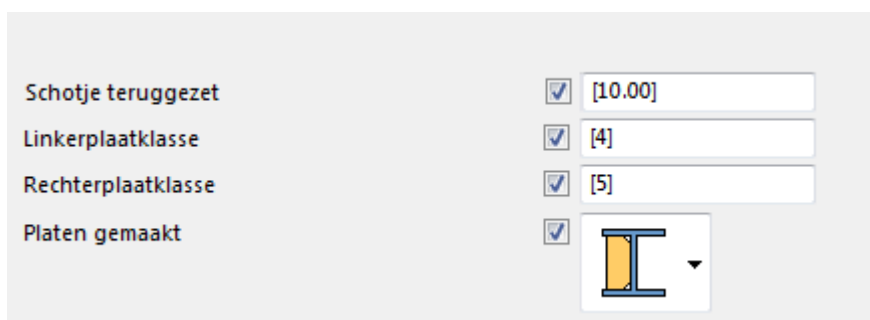 Schotje teruggezet [10.00]
Linkerplaatklasse [4]
Rechterplaatklasse [5]
Platen gemaakt